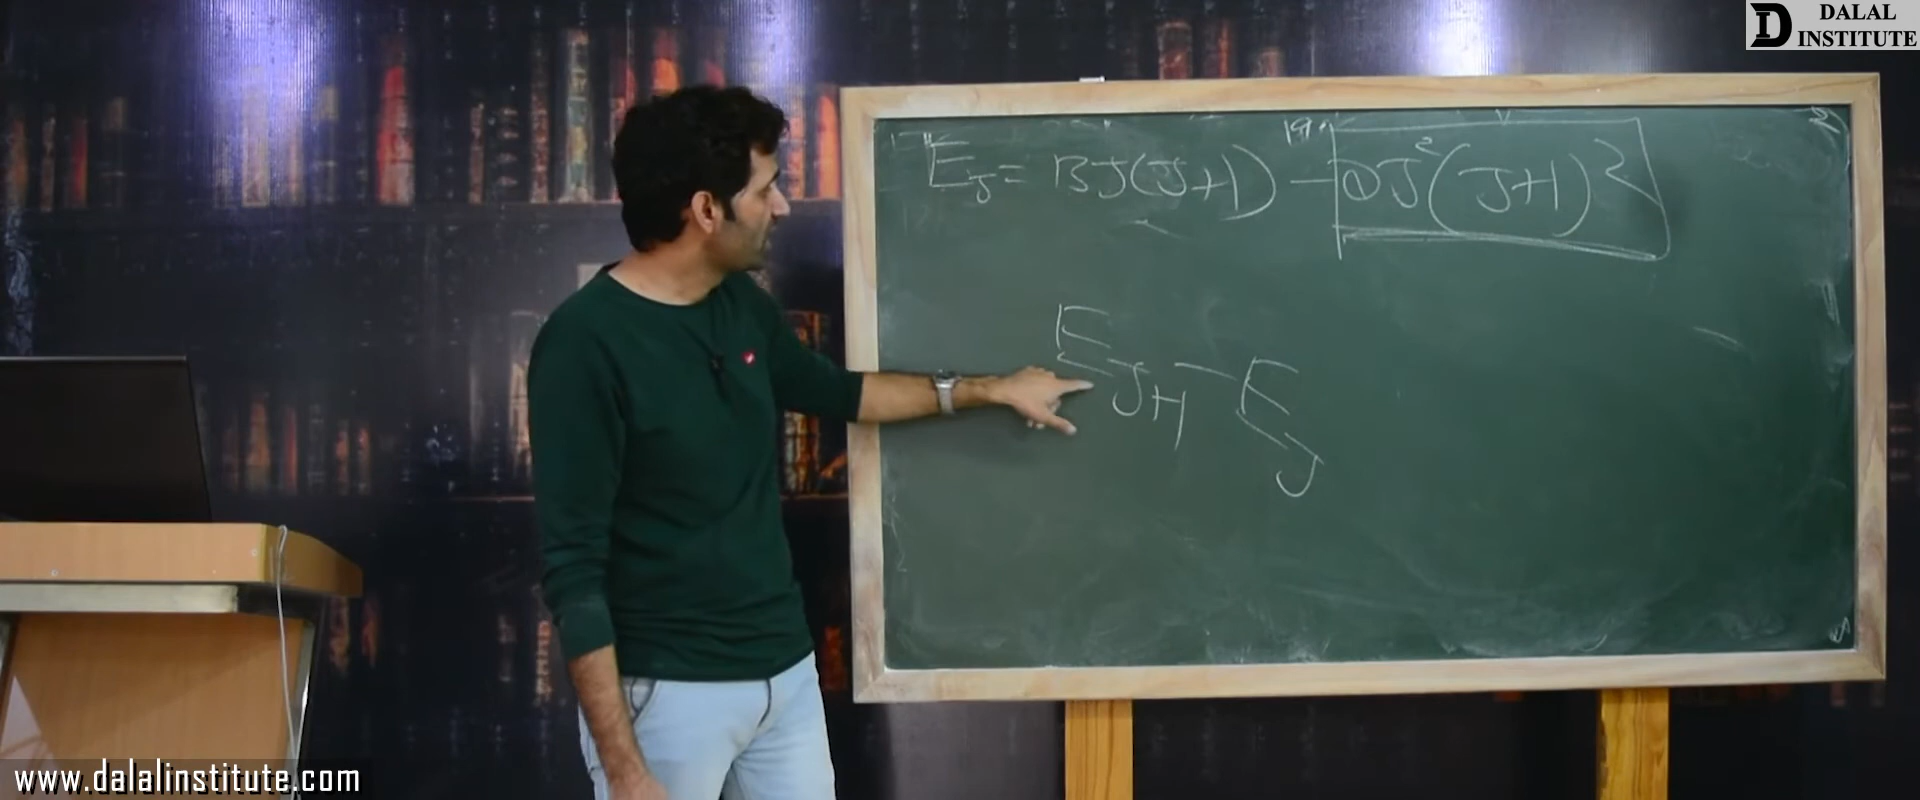 DALAL
INSTITUTE
E_J = BJ(J+1) - DJ²(J+1)²
E_{J+1} - E_J
www.dalalinstitute.com